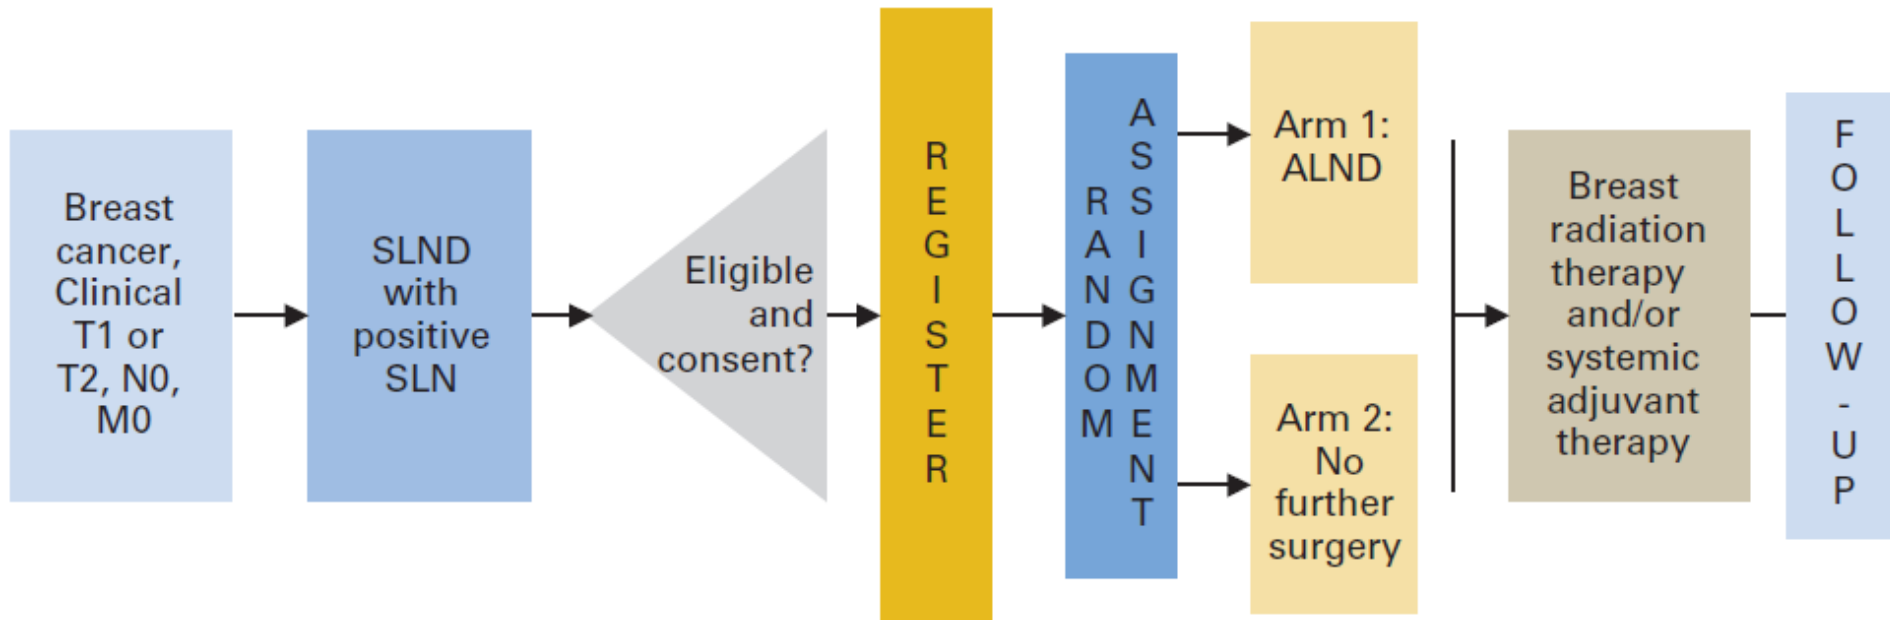 Breast
cancer,
Clinical
T1 or
T2, N0,
M0
SLND
with
positive
SLN
Eligible
and
consent?
REGISTER
RANDOM
ASSIGNMENT
Arm 1:
ALND
Arm 2:
No
further
surgery
Breast
radiation
therapy
and/or
systemic
adjuvant
therapy
FOLLOW-UP